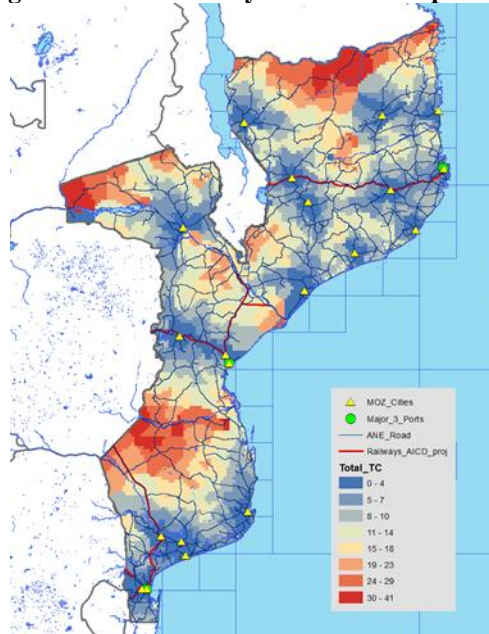 MOZ_Cities
Major_3_Ports
ANE_Road
Railways_AICD_proj
Total_TC
0 - 4
5 - 7
8 - 10
11 - 14
15 - 18
19 - 23
24 - 29
30 - 41